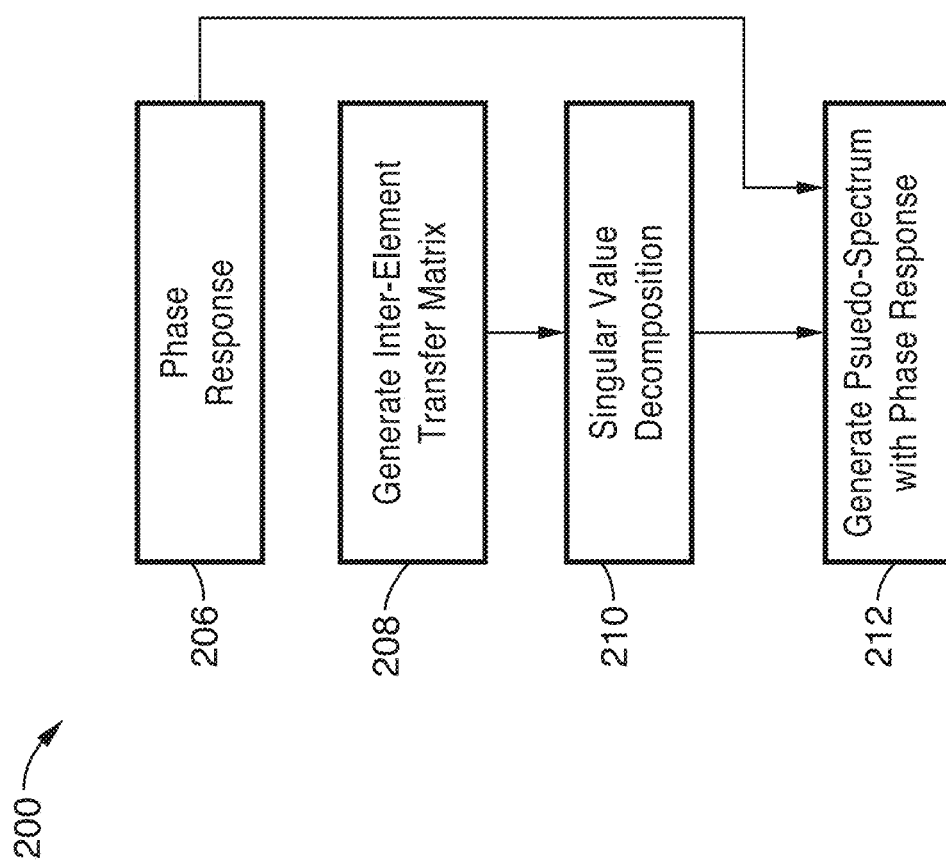 200
206
Phase
Response
208
Generate Inter-Element
Transfer Matrix
210
Singular Value
Decomposition
212
Generate Psuedo-Spectrum
with Phase Response